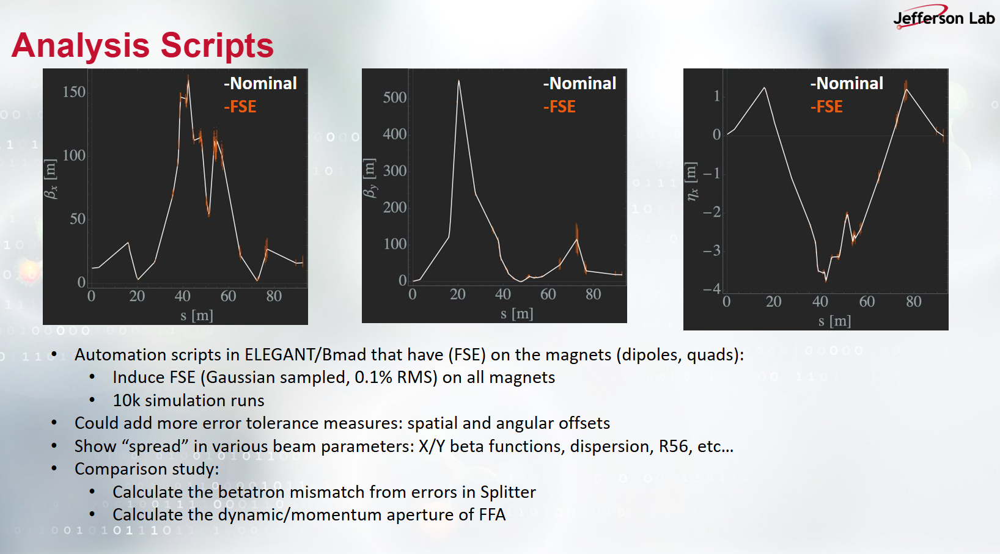 Jefferson Lab
Analysis Scripts
-Nominal
-FSE
150
100
50
0
βx [m]
0 20 40 60 80
s [m]
-Nominal
-FSE
500
400
300
200
100
0
βy [m]
0 20 40 60 80
s [m]
-Nominal
-FSE
1
0
−1
−2
−3
−4
ηx [m]
0 20 40 60 80
s [m]
• Automation scripts in ELEGANT/Bmad that have (FSE) on the magnets (dipoles, quads):
• Induce FSE (Gaussian sampled, 0.1% RMS) on all magnets
• 10k simulation runs
• Could add more error tolerance measures: spatial and angular offsets
• Show “spread” in various beam parameters: X/Y beta functions, dispersion, R56, etc…
• Comparison study:
• Calculate the betatron mismatch from errors in Splitter
• Calculate the dynamic/momentum aperture of FFA